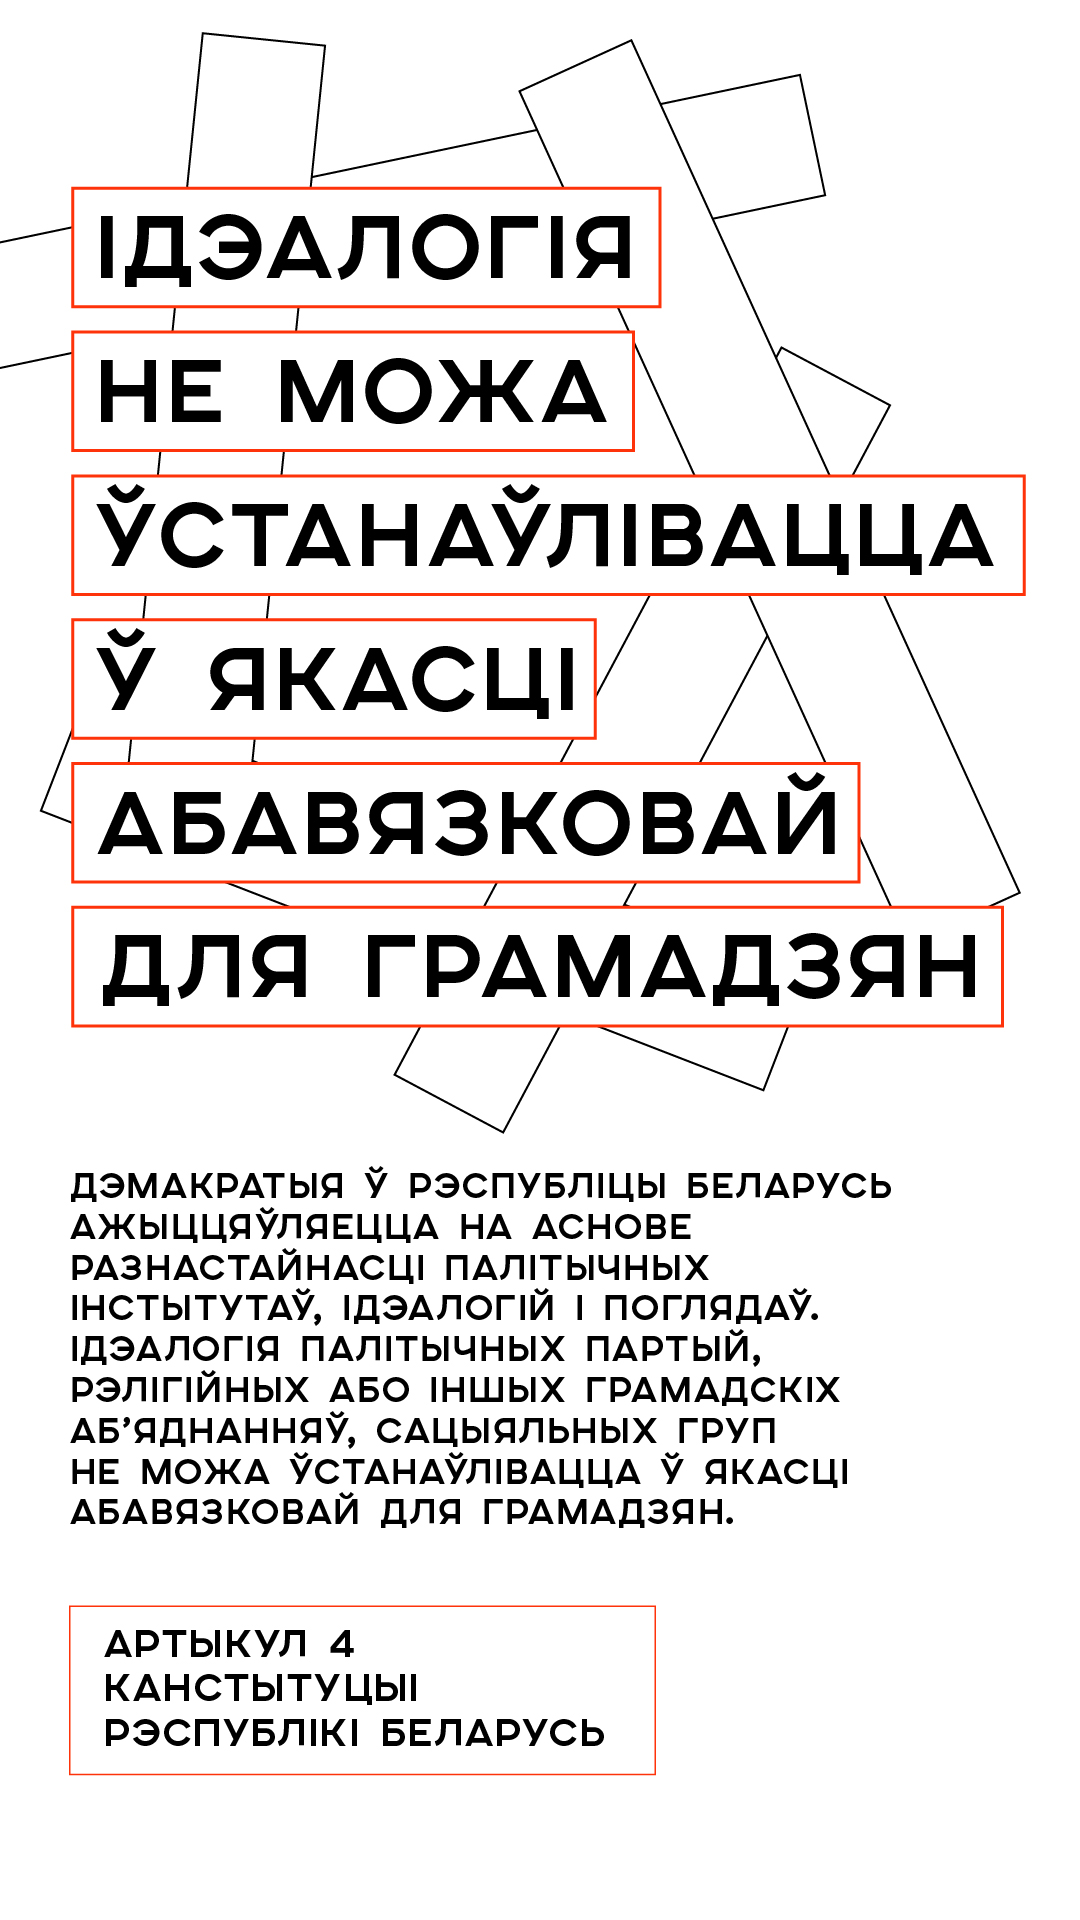 ІДЭАЛОГІЯ
НЕ МОЖА
ЎСТАНАЎЛІВАЦЦА
Ў ЯКАСЦІ
АБАВЯЗКОВАЙ
ДЛЯ ГРАМАДЗЯН
ДЭМАКРАТЫЯ Ў РЭСПУБЛІЦЫ БЕЛАРУСЬ
АЖЫЦЦЯЎЛЯЕЦЦА НА АСНОВЕ
РАЗНАСТАЙНАСЦІ ПАЛІТЫЧНЫХ
ІНСТЫТУТАЎ, ІДЭАЛОГІЙ І ПОГЛЯДАЎ.
ІДЭАЛОГІЯ ПАЛІТЫЧНЫХ ПАРТЫЙ,
РЭЛІГІЙНЫХ АБО ІНШЫХ ГРАМАДСКІХ
АБ’ЯДНАННЯЎ, САЦЫЯЛЬНЫХ ГРУП
НЕ МОЖА ЎСТАНАЎЛІВАЦЦА Ў ЯКАСЦІ
АБАВЯЗКОВАЙ ДЛЯ ГРАМАДЗЯН.
АРТЫКУЛ 4
КАНСТЫТУЦЫІ
РЭСПУБЛІКІ БЕЛАРУСЬ